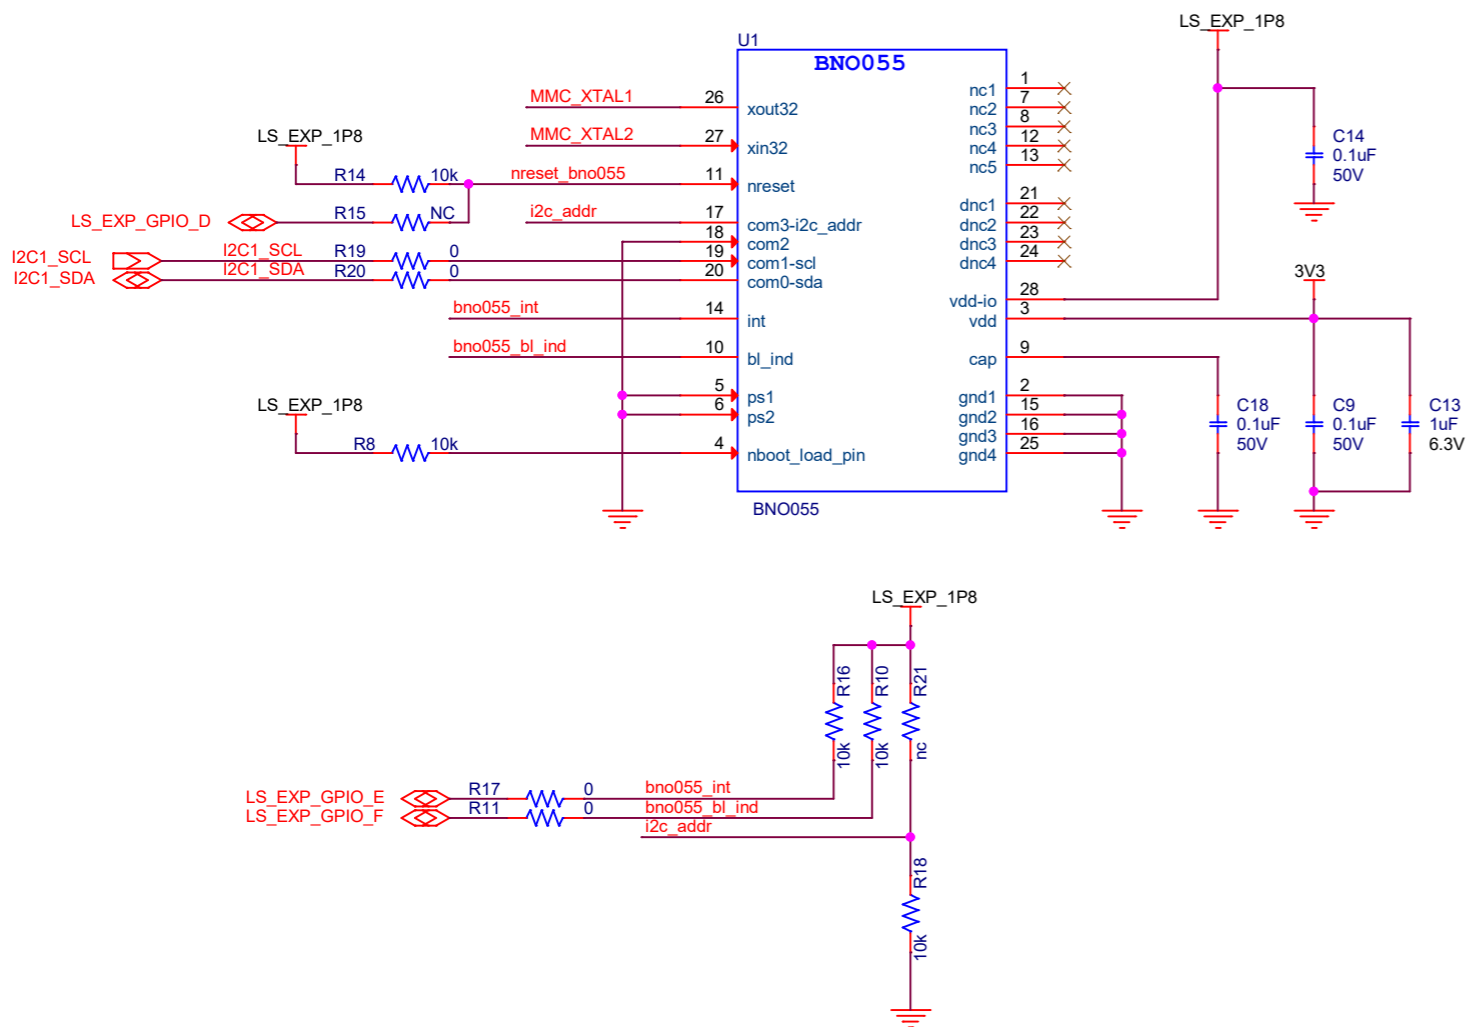 LS_EXP_1P8
U1
BNO055
MMC_XTAL1 26 xout32
nc1 1
nc2 7
nc3 8
nc4 12
nc5 13
MMC_XTAL2 27 xin32
C14
0.1uF
50V
LS_EXP_1P8
R14 10k nreset_bno055 11 nreset
LS_EXP_GPIO_D R15 NC
i2c_addr 17 com3-i2c_addr
18 com2
I2C1_SCL I2C1_SCL R19 0 19 com1-scl
I2C1_SDA I2C1_SDA R20 0 20 com0-sda
dnc1 21
dnc2 22
dnc3 23
dnc4 24
3V3
vdd-io 28
bno055_int 14 int
vdd 3
bno055_bl_ind 10 bl_ind
cap 9
5 ps1
6 ps2
gnd1 2
gnd2 15
gnd3 16
gnd4 25
LS_EXP_1P8
R8 10k 4 nboot_load_pin
C18
0.1uF
50V
C9
0.1uF
50V
C13
1uF
6.3V
BNO055
LS_EXP_1P8
R16
10k
R10
10k
R21
nc
LS_EXP_GPIO_E R17 0 bno055_int
LS_EXP_GPIO_F R11 0 bno055_bl_ind
i2c_addr
R18
10k